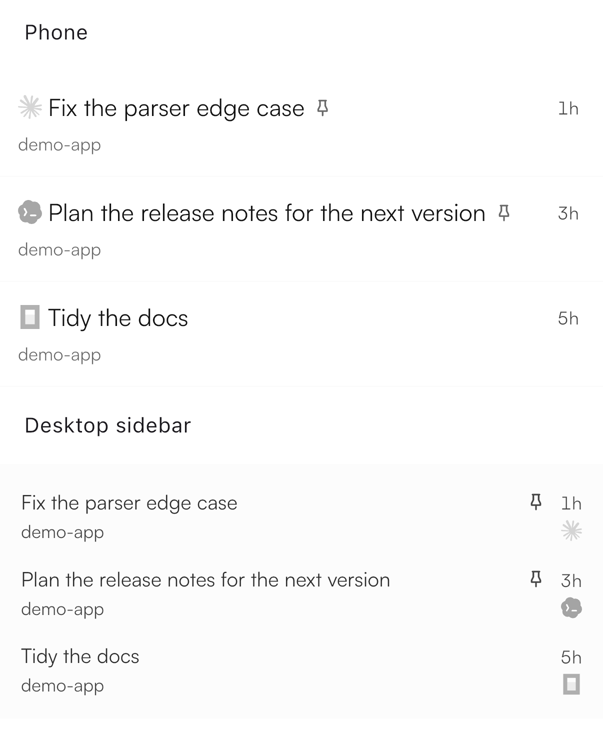 Phone
Fix the parser edge case 1h
demo-app
Plan the release notes for the next version 3h
demo-app
Tidy the docs 5h
demo-app
Desktop sidebar
Fix the parser edge case 1h
demo-app
Plan the release notes for the next version 3h
demo-app
Tidy the docs 5h
demo-app